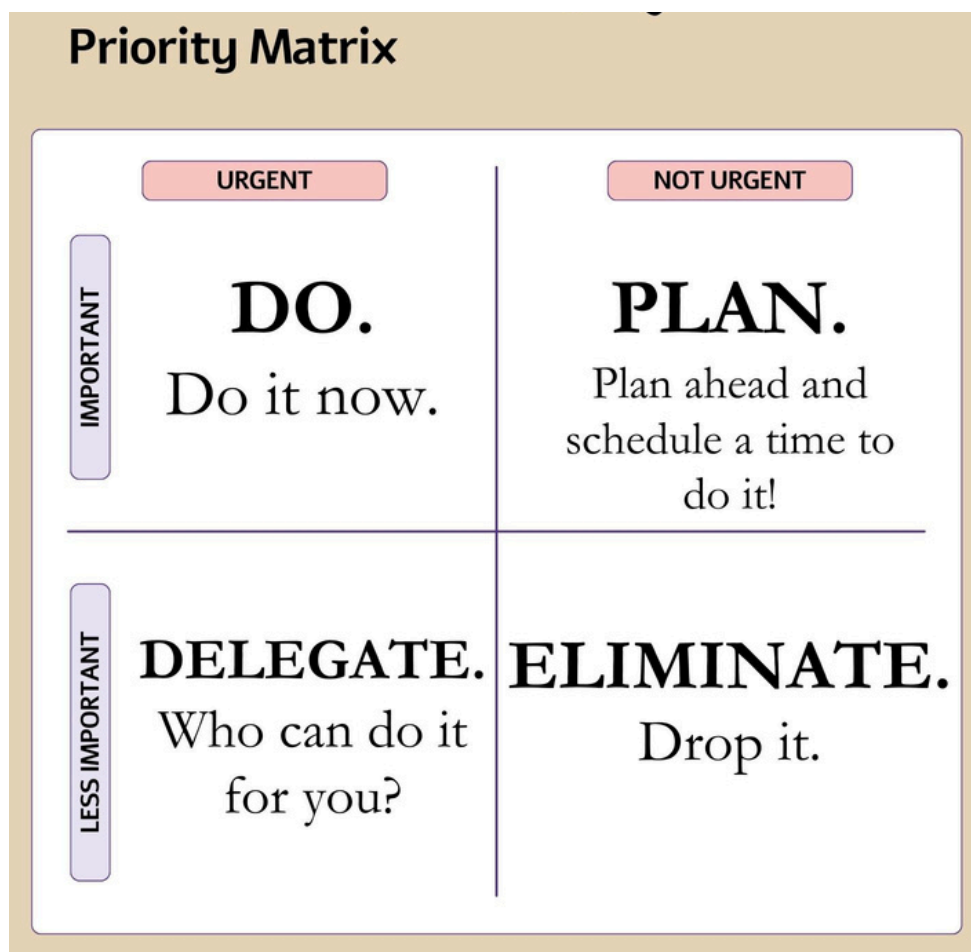 Priority Matrix
URGENT
NOT URGENT
IMPORTANT
DO.
Do it now.
PLAN.
Plan ahead and
schedule a time to
do it!
LESS IMPORTANT
DELEGATE.
Who can do it
for you?
ELIMINATE.
Drop it.